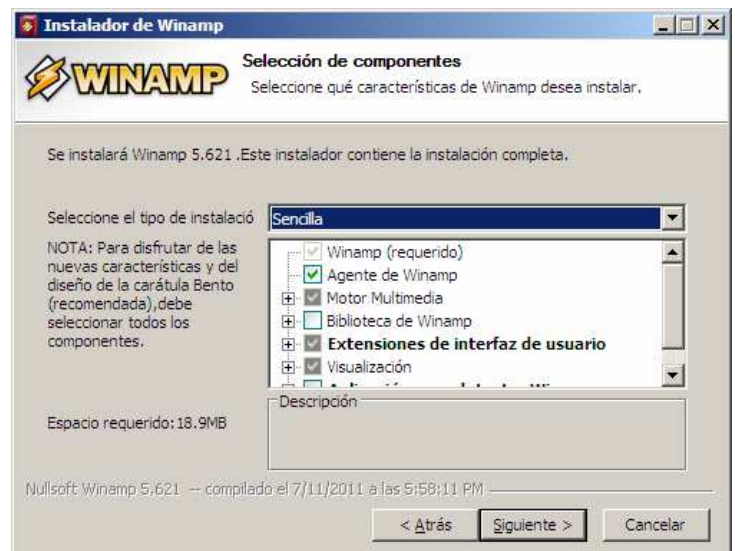 Instalador de Winamp
WINAMP
Selección de componentes
Seleccione qué características de Winamp desea instalar.
Se instalará Winamp 5.621 .Este instalador contiene la instalación completa.
Seleccione el tipo de instalació
Sencilla
NOTA: Para disfrutar de las
nuevas características y del
diseño de la carátula Bento
(recomendada),debe
seleccionar todos los
componentes.
Winamp (requerido)
Agente de Winamp
Motor Multimedia
Biblioteca de Winamp
Extensiones de interfaz de usuario
Visualización
Espacio requerido:18.9MB
Descripción
Nullsoft Winamp 5.621 -- compilado el 7/11/2011 a las 5:58:11 PM
< Atrás
Siguiente >
Cancelar